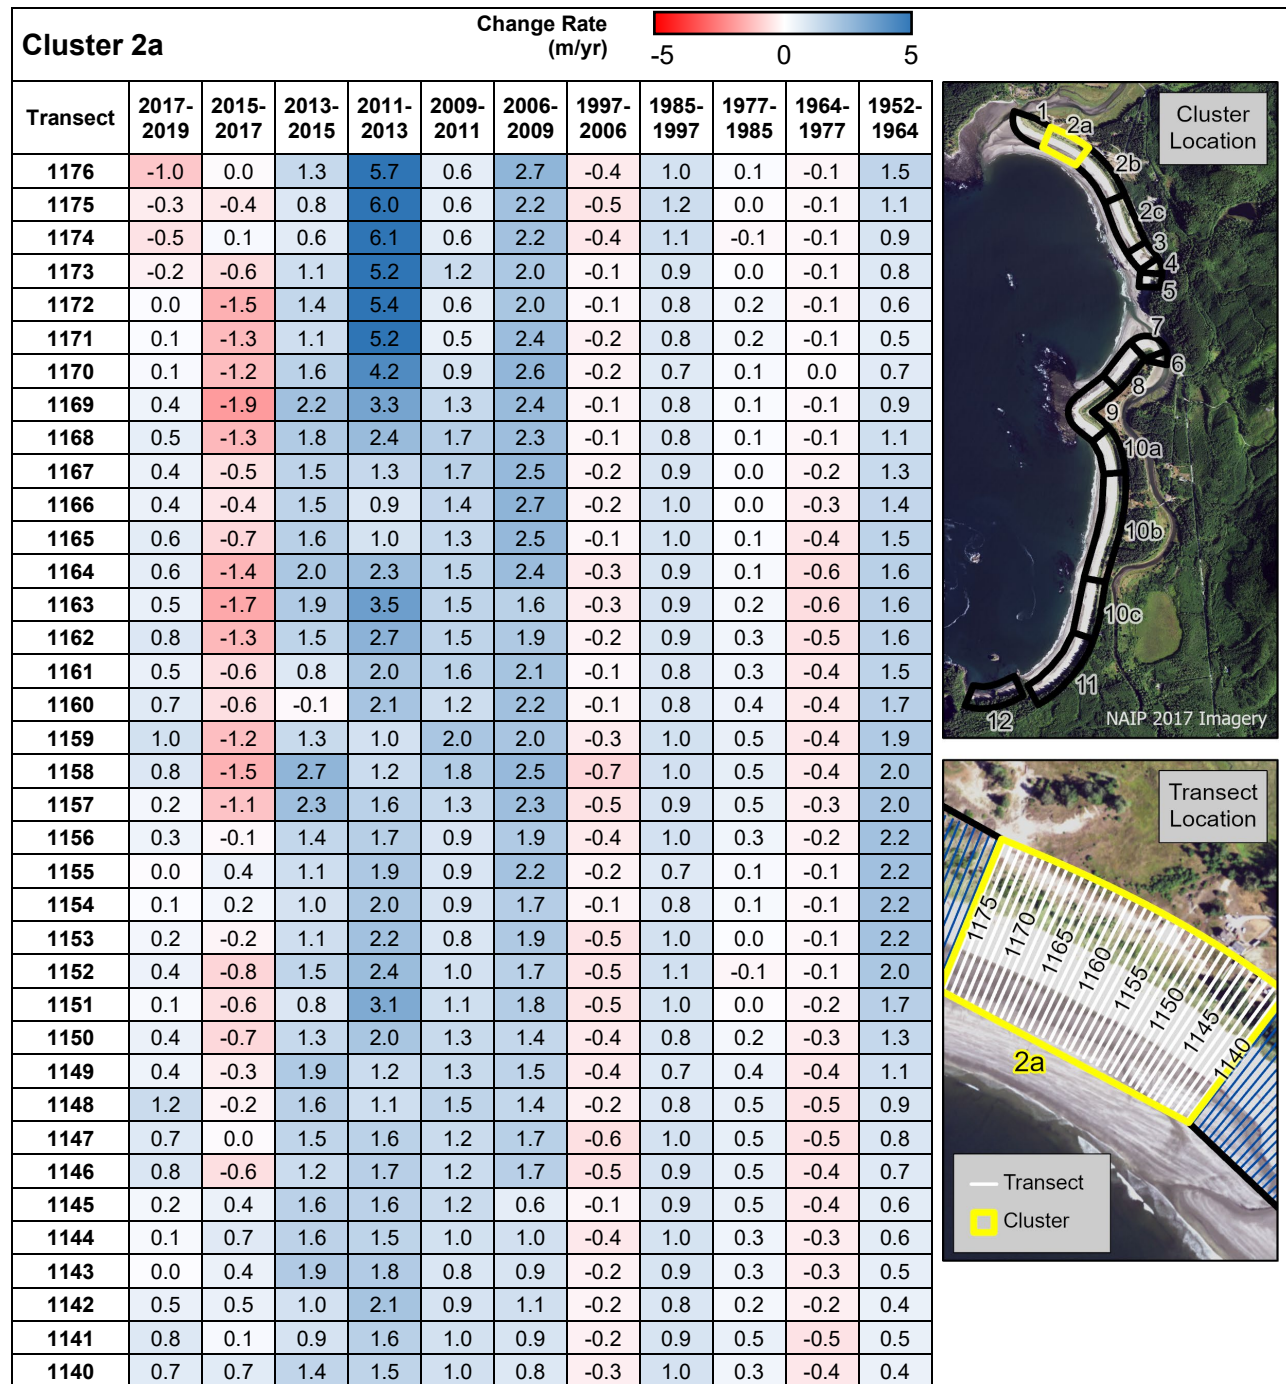 Cluster 2a
Change Rate
(m/yr)
-5 0 5
Transect 2017-2019 2015-2017 2013-2015 2011-2013 2009-2011 2006-2009 1997-2006 1985-1997 1977-1985 1964-1977 1952-1964
1176 -1.0 0.0 1.3 5.7 0.6 2.7 -0.4 1.0 0.1 -0.1 1.5
1175 -0.3 -0.4 0.8 6.0 0.6 2.2 -0.5 1.2 0.0 -0.1 1.1
1174 -0.5 0.1 0.6 6.1 0.6 2.2 -0.4 1.1 -0.1 -0.1 0.9
1173 -0.2 -0.6 1.1 5.2 1.2 2.0 -0.1 0.9 0.0 -0.1 0.8
1172 0.0 -1.5 1.4 5.4 0.6 2.0 -0.1 0.8 0.2 -0.1 0.6
1171 0.1 -1.3 1.1 5.2 0.5 2.4 -0.2 0.8 0.2 -0.1 0.5
1170 0.1 -1.2 1.6 4.2 0.9 2.6 -0.2 0.7 0.1 0.0 0.7
1169 0.4 -1.9 2.2 3.3 1.3 2.4 -0.1 0.8 0.1 -0.1 0.9
1168 0.5 -1.3 1.8 2.4 1.7 2.3 -0.1 0.8 0.1 -0.1 1.1
1167 0.4 -0.5 1.5 1.3 1.7 2.5 -0.2 0.9 0.0 -0.2 1.3
1166 0.4 -0.4 1.5 0.9 1.4 2.7 -0.2 1.0 0.0 -0.3 1.4
1165 0.6 -0.7 1.6 1.0 1.3 2.5 -0.1 1.0 0.1 -0.4 1.5
1164 0.6 -1.4 2.0 2.3 1.5 2.4 -0.3 0.9 0.1 -0.6 1.6
1163 0.5 -1.7 1.9 3.5 1.5 1.6 -0.3 0.9 0.2 -0.6 1.6
1162 0.8 -1.3 1.5 2.7 1.5 1.9 -0.2 0.9 0.3 -0.5 1.6
1161 0.5 -0.6 0.8 2.0 1.6 2.1 -0.1 0.8 0.3 -0.4 1.5
1160 0.7 -0.6 -0.1 2.1 1.2 2.2 -0.1 0.8 0.4 -0.4 1.7
1159 1.0 -1.2 1.3 1.0 2.0 2.0 -0.3 1.0 0.5 -0.4 1.9
1158 0.8 -1.5 2.7 1.2 1.8 2.5 -0.7 1.0 0.5 -0.4 2.0
1157 0.2 -1.1 2.3 1.6 1.3 2.3 -0.5 0.9 0.5 -0.3 2.0
1156 0.3 -0.1 1.4 1.7 0.9 1.9 -0.4 1.0 0.3 -0.2 2.2
1155 0.0 0.4 1.1 1.9 0.9 2.2 -0.2 0.7 0.1 -0.1 2.2
1154 0.1 0.2 1.0 2.0 0.9 1.7 -0.1 0.8 0.1 -0.1 2.2
1153 0.2 -0.2 1.1 2.2 0.8 1.9 -0.5 1.0 0.0 -0.1 2.2
1152 0.4 -0.8 1.5 2.4 1.0 1.7 -0.5 1.1 -0.1 -0.1 2.0
1151 0.1 -0.6 0.8 3.1 1.1 1.8 -0.5 1.0 0.0 -0.2 1.7
1150 0.4 -0.7 1.3 2.0 1.3 1.4 -0.4 0.8 0.2 -0.3 1.3
1149 0.4 -0.3 1.9 1.2 1.3 1.5 -0.4 0.7 0.4 -0.4 1.1
1148 1.2 -0.2 1.6 1.1 1.5 1.4 -0.2 0.8 0.5 -0.5 0.9
1147 0.7 0.0 1.5 1.6 1.2 1.7 -0.6 1.0 0.5 -0.5 0.8
1146 0.8 -0.6 1.2 1.7 1.2 1.7 -0.5 0.9 0.5 -0.4 0.7
1145 0.2 0.4 1.6 1.6 1.2 0.6 -0.1 0.9 0.5 -0.4 0.6
1144 0.1 0.7 1.6 1.5 1.0 1.0 -0.4 1.0 0.3 -0.3 0.6
1143 0.0 0.4 1.9 1.8 0.8 0.9 -0.2 0.9 0.3 -0.3 0.5
1142 0.5 0.5 1.0 2.1 0.9 1.1 -0.2 0.8 0.2 -0.2 0.4
1141 0.8 0.1 0.9 1.6 1.0 0.9 -0.2 0.9 0.5 -0.5 0.5
1140 0.7 0.7 1.4 1.5 1.0 0.8 -0.3 1.0 0.3 -0.4 0.4
Cluster
Location
1
2a
2b
2c
3
4
5
7
6
8
9
10a
10b
10c
11
12
NAIP 2017 Imagery
Transect
Location
1175
1170
1165
1160
1155
1150
1145
1140
2a
Transect
Cluster